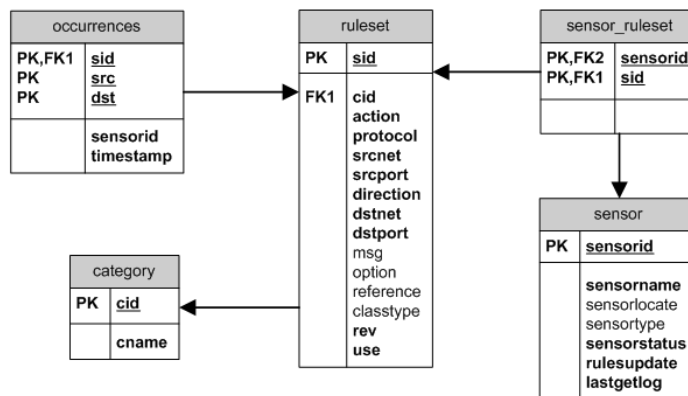 occurrences
PK,FK1 sid
PK src
PK dst
sensorid
timestamp
ruleset
PK sid
FK1 cid
action
protocol
srcnet
srcport
direction
dstnet
dstport
msg
option
reference
classtype
rev
use
sensor_ruleset
PK,FK2 sensorid
PK,FK1 sid
category
PK cid
cname
sensor
PK sensorid
sensorname
sensorlocate
sensortype
sensorstatus
rulesupdate
lastgetlog